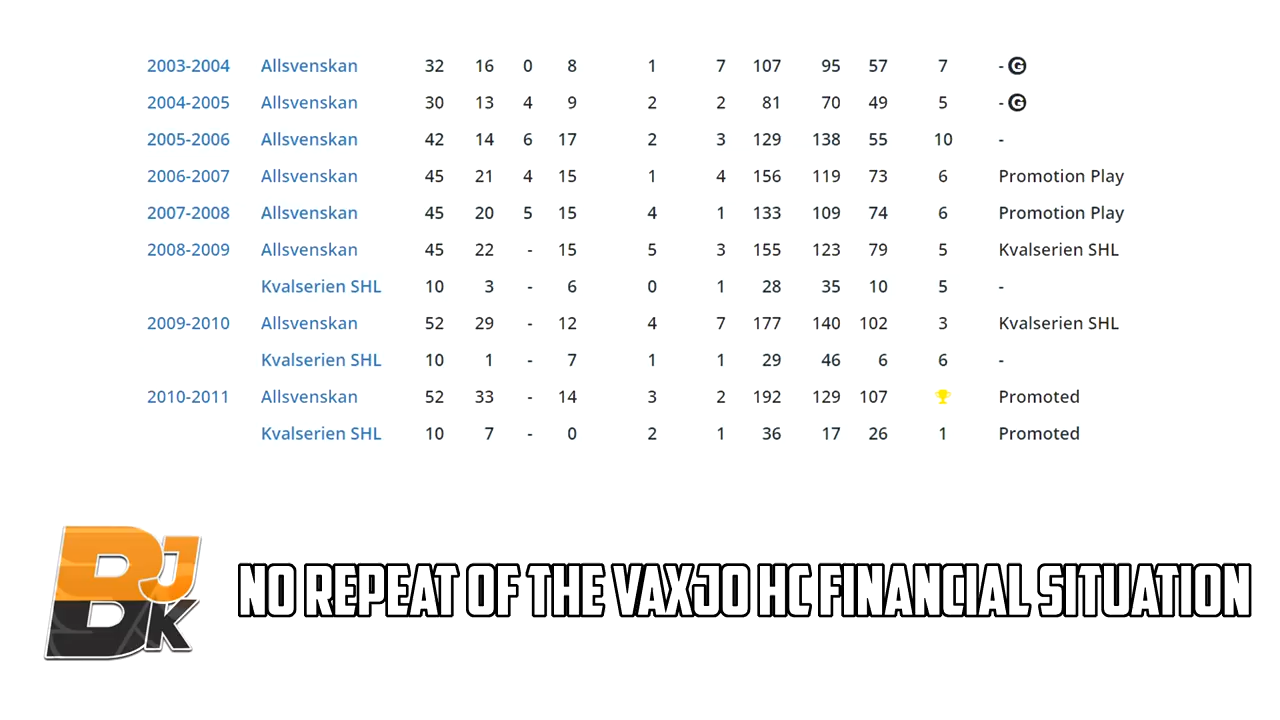 2003-2004 Allsvenskan 32 16 0 8 1 7 107 95 57 7 - G
2004-2005 Allsvenskan 30 13 4 9 2 2 81 70 49 5 - G
2005-2006 Allsvenskan 42 14 6 17 2 3 129 138 55 10 -
2006-2007 Allsvenskan 45 21 4 15 1 4 156 119 73 6 Promotion Play
2007-2008 Allsvenskan 45 20 5 15 4 1 133 109 74 6 Promotion Play
2008-2009 Allsvenskan 45 22 - 15 5 3 155 123 79 5 Kvalserien SHL
Kvalserien SHL 10 3 - 6 0 1 28 35 10 5 -
2009-2010 Allsvenskan 52 29 - 12 4 7 177 140 102 3 Kvalserien SHL
Kvalserien SHL 10 1 - 7 1 1 29 46 6 6 -
2010-2011 Allsvenskan 52 33 - 14 3 2 192 129 107 Promoted
Kvalserien SHL 10 7 - 0 2 1 36 17 26 1 Promoted
BJDK
NO REPEAT OF THE VAXJO HC FINANCIAL SITUATION